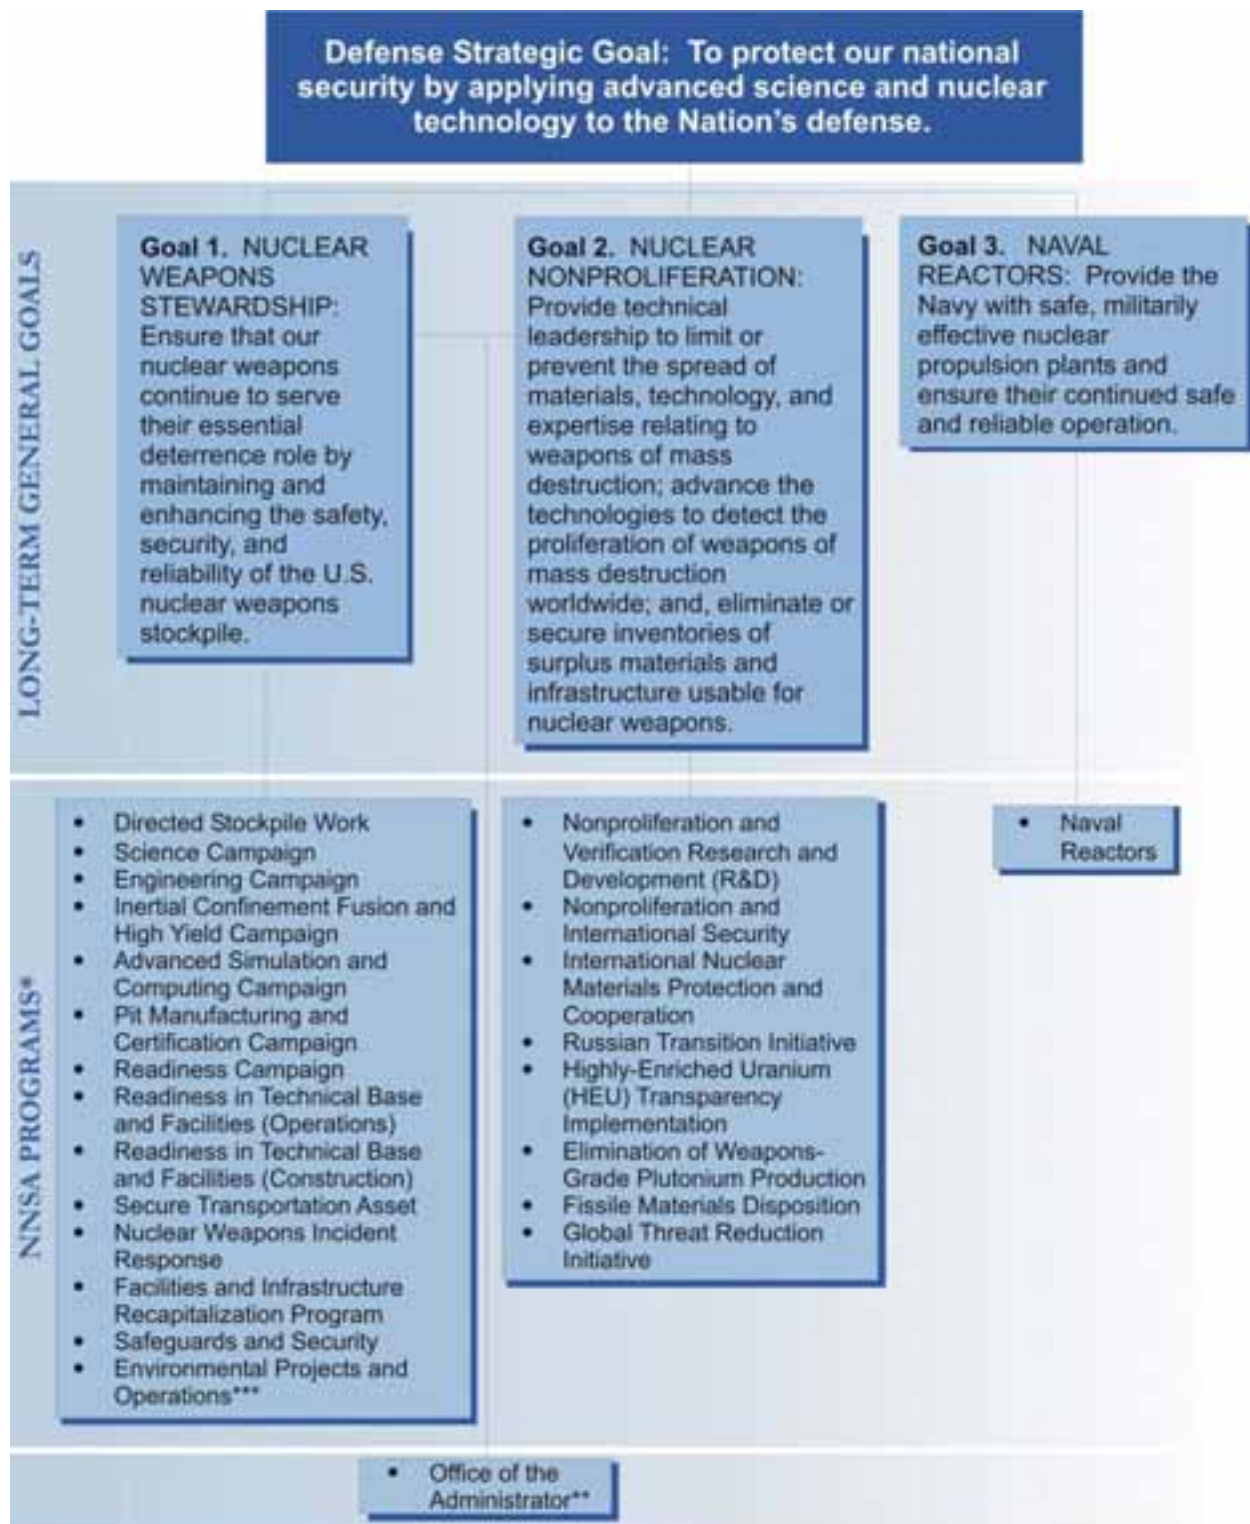 Defense Strategic Goal: To protect our national
security by applying advanced science and nuclear
technology to the Nation's defense.
LONG-TERM GENERAL GOALS
Goal 1. NUCLEAR
WEAPONS
STEWARDSHIP:
Ensure that our
nuclear weapons
continue to serve
their essential
deterrence role by
maintaining and
enhancing the safety,
security, and
reliability of the U.S.
nuclear weapons
stockpile.
Goal 2. NUCLEAR
NONPROLIFERATION:
Provide technical
leadership to limit or
prevent the spread of
materials, technology, and
expertise relating to
weapons of mass
destruction; advance the
technologies to detect the
proliferation of weapons of
mass destruction
worldwide; and, eliminate or
secure inventories of
surplus materials and
infrastructure usable for
nuclear weapons.
Goal 3. NAVAL
REACTORS: Provide the
Navy with safe, militarily
effective nuclear
propulsion plants and
ensure their continued safe
and reliable operation.
NNSA PROGRAMS*
• Directed Stockpile Work
• Science Campaign
• Engineering Campaign
• Inertial Confinement Fusion and
High Yield Campaign
• Advanced Simulation and
Computing Campaign
• Pit Manufacturing and
Certification Campaign
• Readiness Campaign
• Readiness in Technical Base
and Facilities (Operations)
• Readiness in Technical Base
and Facilities (Construction)
• Secure Transportation Asset
• Nuclear Weapons Incident
Response
• Facilities and Infrastructure
Recapitalization Program
• Safeguards and Security
• Environmental Projects and
Operations***
• Nonproliferation and
Verification Research and
Development (R&D)
• Nonproliferation and
International Security
• International Nuclear
Materials Protection and
Cooperation
• Russian Transition Initiative
• Highly-Enriched Uranium
(HEU) Transparency
Implementation
• Elimination of Weapons-
Grade Plutonium Production
• Fissile Materials Disposition
• Global Threat Reduction
Initiative
• Naval
Reactors
• Office of the
Administrator**